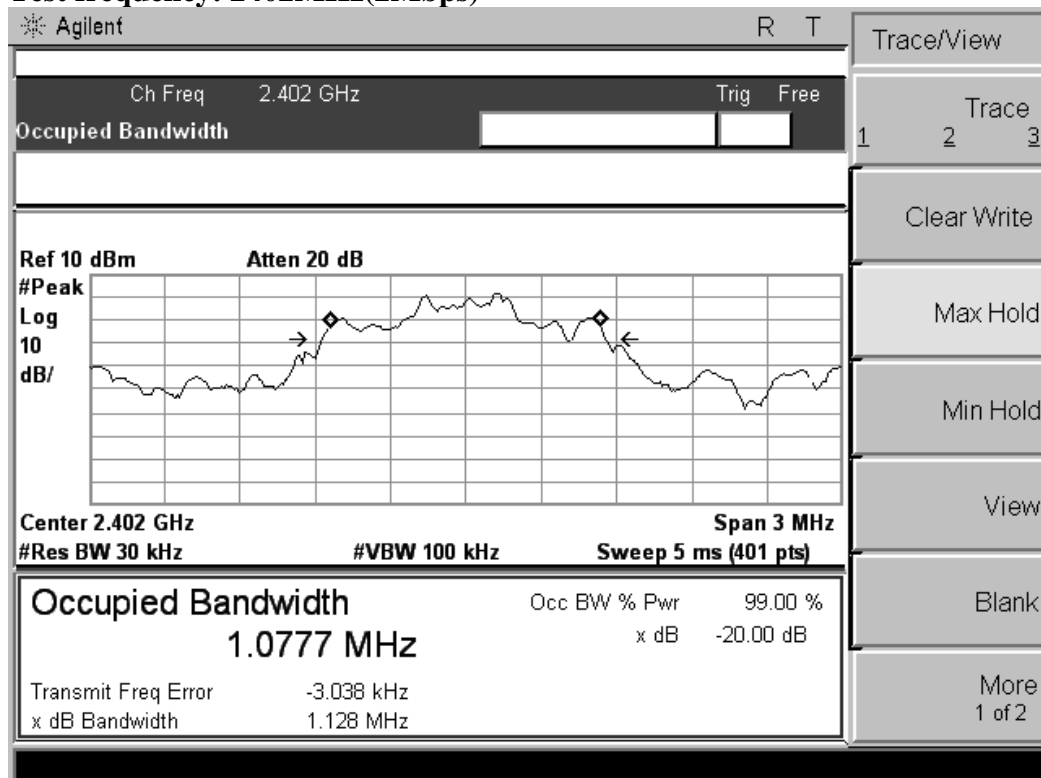 Test frequency: 2402MHz(2Mbps)
Agilent R T
Trace/View
Ch Freq 2.402 GHz Trig Free
Occupied Bandwidth
Trace
1 2 3
Clear Write
Ref 10 dBm Atten 20 dB
#Peak
Log
10
dB/
Max Hold
Min Hold
View
Center 2.402 GHz Span 3 MHz
#Res BW 30 kHz #VBW 100 kHz Sweep 5 ms (401 pts)
Occupied Bandwidth Occ BW % Pwr 99.00 %
1.0777 MHz x dB -20.00 dB
Blank
Transmit Freq Error -3.038 kHz
x dB Bandwidth 1.128 MHz
More
1 of 2